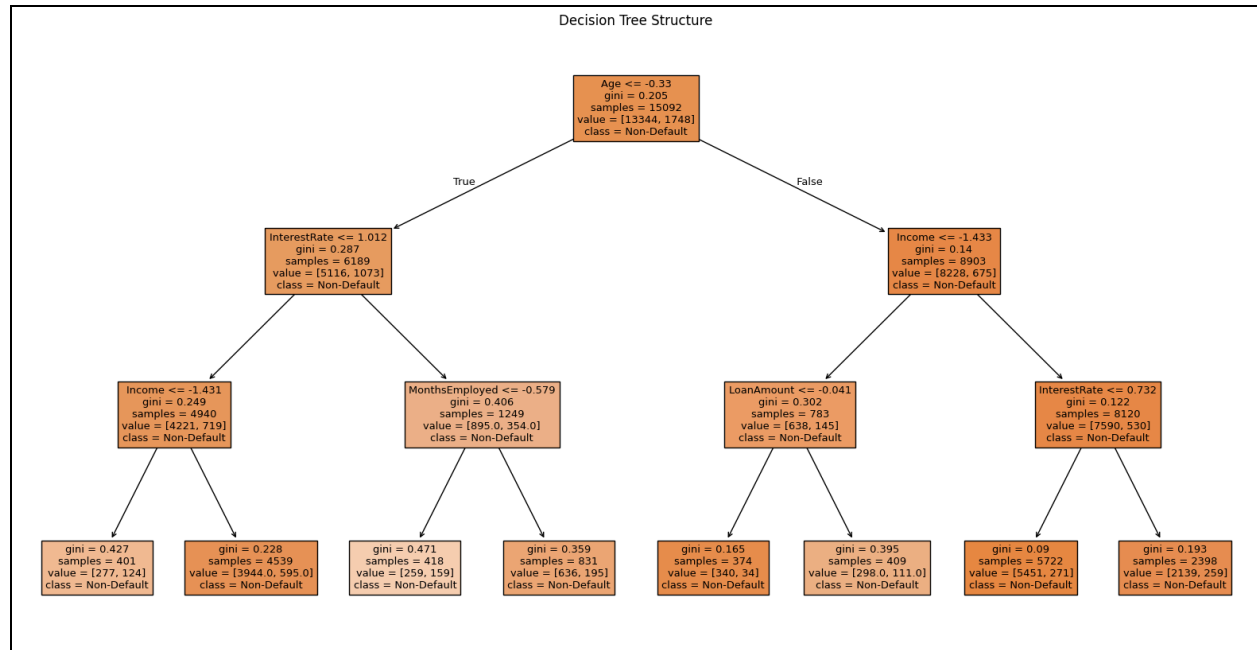 Decision Tree Structure
Age <= -0.33
gini = 0.205
samples = 15092
value = [13344, 1748]
class = Non-Default
True
False
InterestRate <= 1.012
gini = 0.287
samples = 6189
value = [5116, 1073]
class = Non-Default
Income <= -1.433
gini = 0.14
samples = 8903
value = [8228, 675]
class = Non-Default
Income <= -1.431
gini = 0.249
samples = 4940
value = [4221, 719]
class = Non-Default
MonthsEmployed <= -0.579
gini = 0.406
samples = 1249
value = [895.0, 354.0]
class = Non-Default
LoanAmount <= -0.041
gini = 0.302
samples = 783
value = [638, 145]
class = Non-Default
InterestRate <= 0.732
gini = 0.122
samples = 8120
value = [7590, 530]
class = Non-Default
gini = 0.427
samples = 401
value = [277, 124]
class = Non-Default
gini = 0.228
samples = 4539
value = [3944.0, 595.0]
class = Non-Default
gini = 0.471
samples = 418
value = [259, 159]
class = Non-Default
gini = 0.359
samples = 831
value = [636, 195]
class = Non-Default
gini = 0.165
samples = 374
value = [340, 34]
class = Non-Default
gini = 0.395
samples = 409
value = [298.0, 111.0]
class = Non-Default
gini = 0.09
samples = 5722
value = [5451, 271]
class = Non-Default
gini = 0.193
samples = 2398
value = [2139, 259]
class = Non-Default